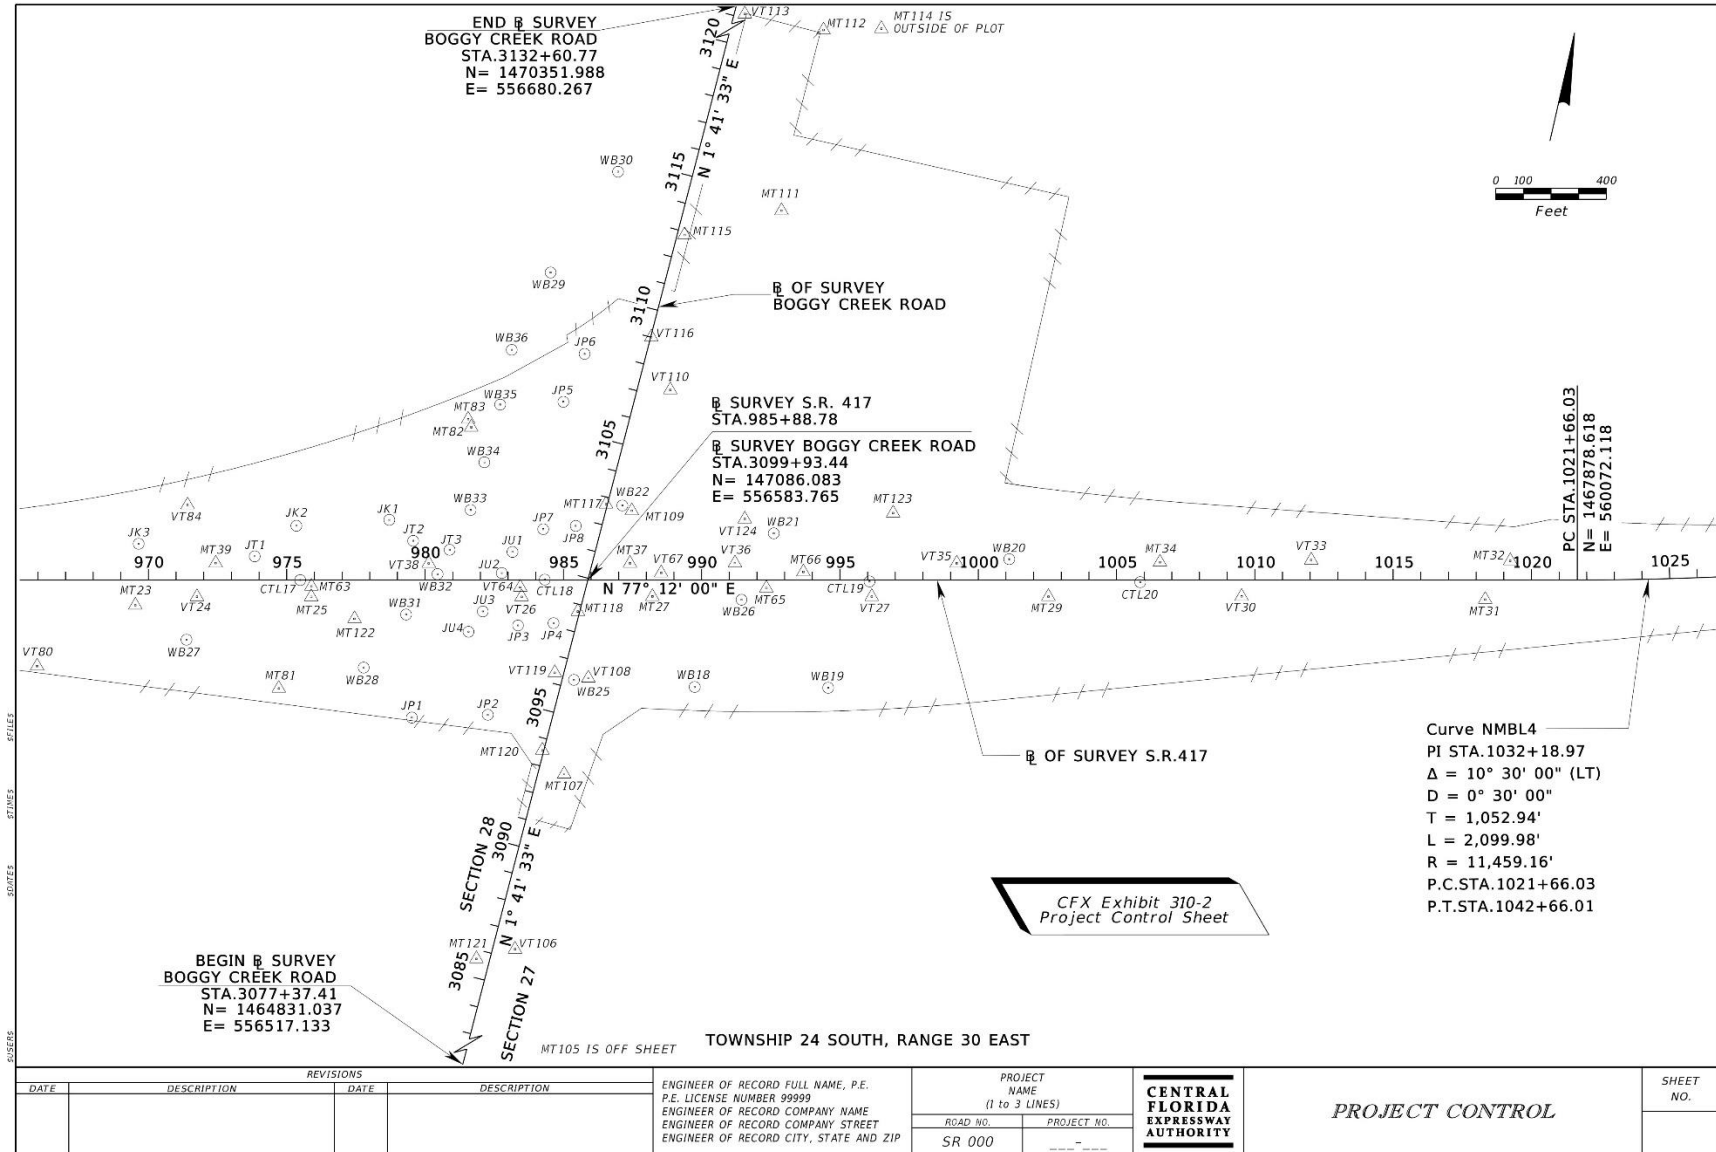 END BL SURVEY
BOGGY CREEK ROAD
STA.3132+60.77
N= 1470351.988
E= 556680.267
VT113
MT112
MT114 IS
OUTSIDE OF PLOT
3120
N 1° 41' 33" E
0 100 400
Feet
WB30
3115
MT111
MT115
WB29
BL OF SURVEY
BOGGY CREEK ROAD
3110
VT116
WB36
JP6
VT110
WB35
JP5
MT83
MT82
BL SURVEY S.R. 417
STA.985+88.78
BL SURVEY BOGGY CREEK ROAD
STA.3099+93.44
N= 147086.083
E= 556583.765
3105
WB34
PC STA.1021+66.03
N= 1467878.618
E= 560072.118
VT84
JK2
JK1
WB33
MT117
WB22
MT109
MT123
JK3
JT1
JT2
JT3
JU1
JP7
JP8
VT124
WB21
970
MT39
975
980
VT38
JU2
985
MT37
VT67
990
VT36
MT66
995
VT35
1000
WB20
1005
MT34
1010
VT33
1015
MT32
1020
1025
MT23
VT24
CTL17
MT63
MT25
WB32
VT64
VT26
CTL18
N 77° 12' 00" E
MT27
WB26
MT65
CTL19
VT27
MT29
CTL20
VT30
MT31
MT122
WB31
JU3
JU4
JP3
JP4
MT118
VT80
WB27
MT81
WB28
VT119
VT108
WB25
WB18
WB19
JP1
JP2
3095
MT120
MT107
BL OF SURVEY S.R.417
Curve NMBL4
PI STA.1032+18.97
Δ = 10° 30' 00" (LT)
D = 0° 30' 00"
T = 1,052.94'
L = 2,099.98'
R = 11,459.16'
P.C.STA.1021+66.03
P.T.STA.1042+66.01
SECTION 28
3090
N 1° 41' 33" E
CFX Exhibit 310-2
Project Control Sheet
MT121
VT106
3085
SECTION 27
BEGIN BL SURVEY
BOGGY CREEK ROAD
STA.3077+37.41
N= 1464831.037
E= 556517.133
MT105 IS OFF SHEET
TOWNSHIP 24 SOUTH, RANGE 30 EAST
$FILE$
$TIME$
$DATE$
$USER$
REVISIONS
DATE DESCRIPTION DATE DESCRIPTION
ENGINEER OF RECORD FULL NAME, P.E.
P.E. LICENSE NUMBER 99999
ENGINEER OF RECORD COMPANY NAME
ENGINEER OF RECORD COMPANY STREET
ENGINEER OF RECORD CITY, STATE AND ZIP
PROJECT
NAME
(1 to 3 LINES)
ROAD NO. PROJECT NO.
SR 000 ___-___
CENTRAL
FLORIDA
EXPRESSWAY
AUTHORITY
PROJECT CONTROL
SHEET
NO.